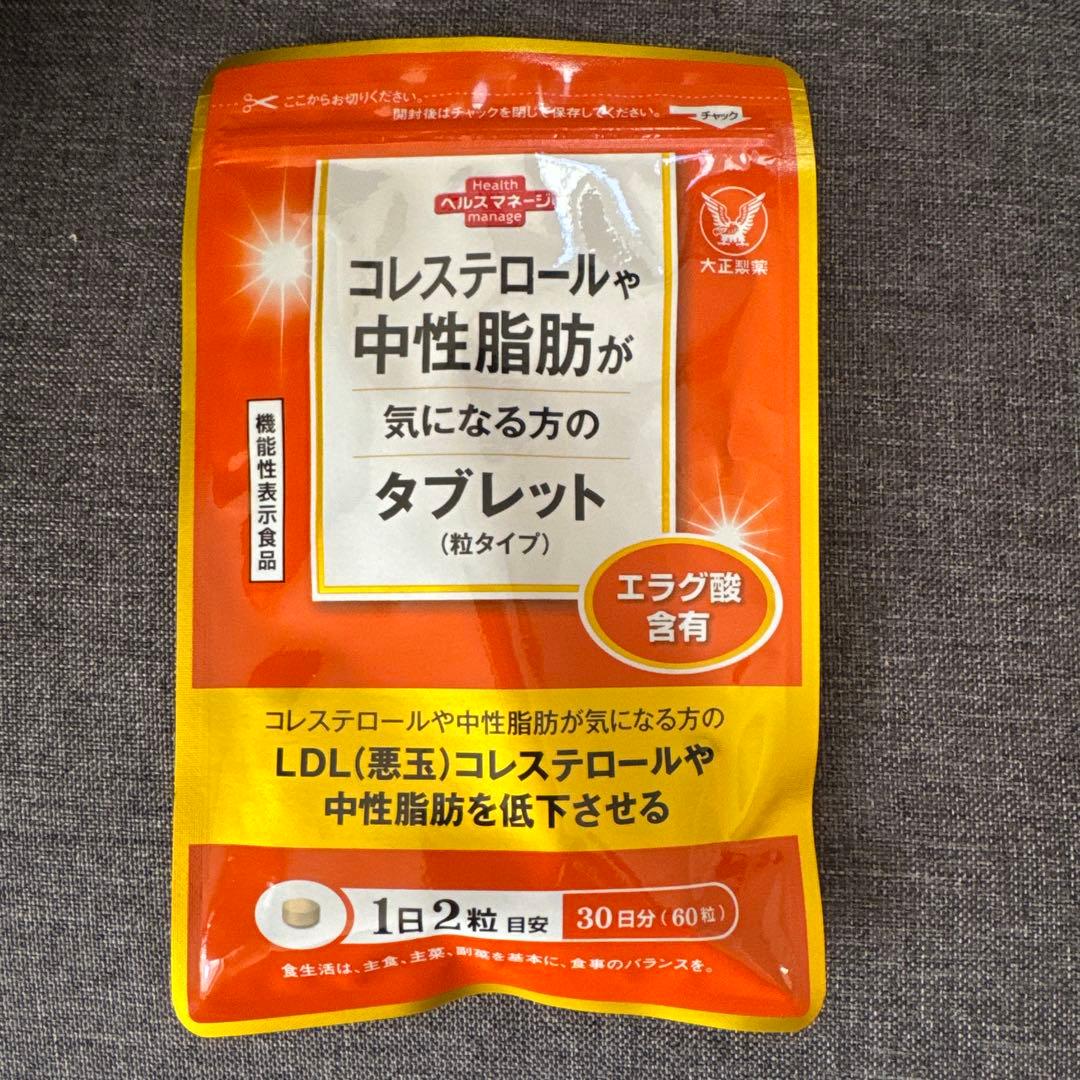 ここからお切りください。
開封後はチャックを閉じて保存してください。
チャック
Health
ヘルスマネージ
manage
大正製薬
コレステロールや
中性脂肪が
気になる方の
タブレット
(粒タイプ)
機能性表示食品
エラグ酸
含有
コレステロールや中性脂肪が気になる方の
LDL(悪玉)コレステロールや
中性脂肪を低下させる
1日2粒 目安 30日分(60粒)
食生活は、主食、主菜、副菜を基本に、食事のバランスを。